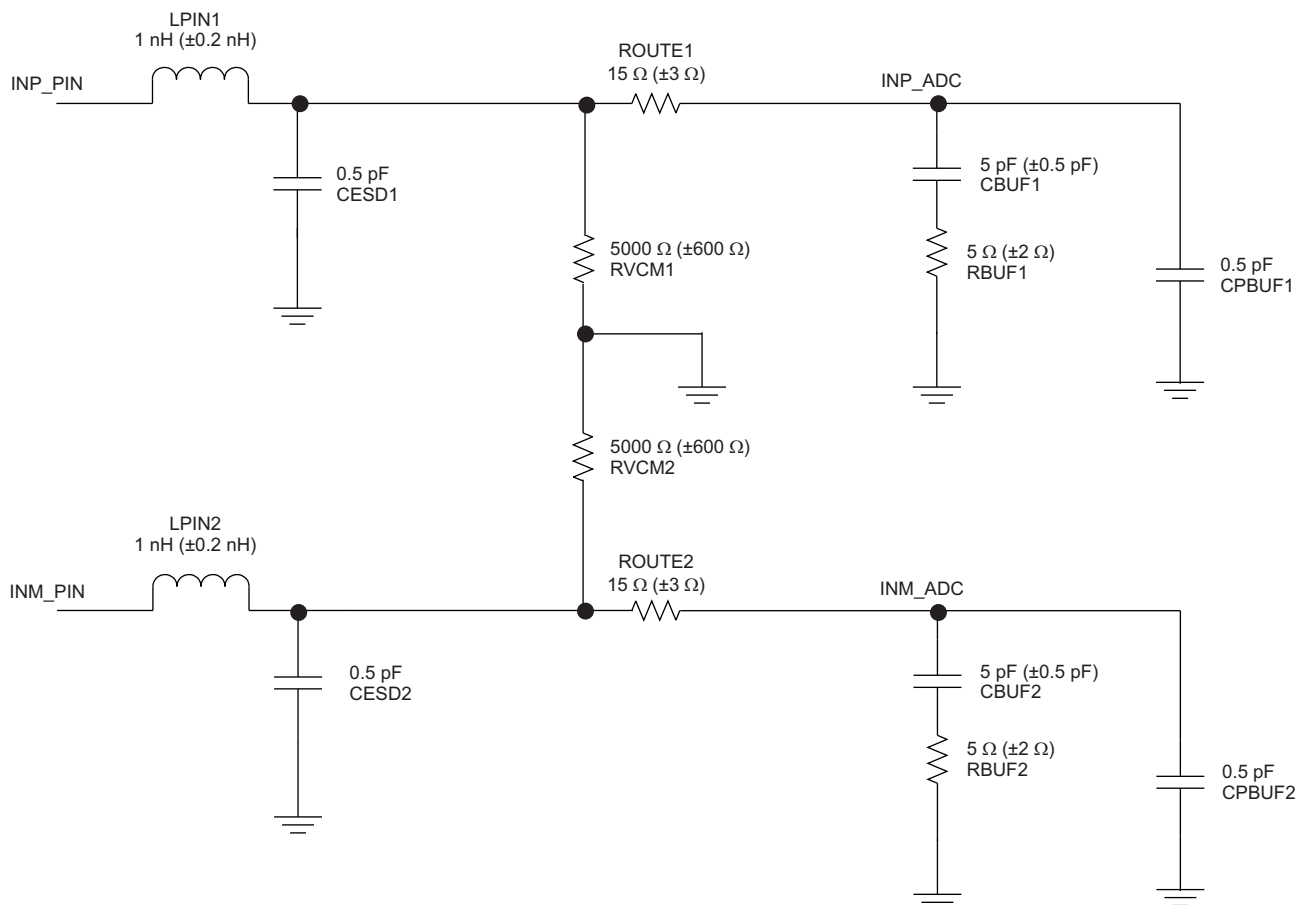 LPIN1
1 nH (±0.2 nH)
INP_PIN
ROUTE1
15 Ω (±3 Ω)
INP_ADC
0.5 pF
CESD1
5 pF (±0.5 pF)
CBUF1
5000 Ω (±600 Ω)
RVCM1
5 Ω (±2 Ω)
RBUF1
0.5 pF
CPBUF1
5000 Ω (±600 Ω)
RVCM2
LPIN2
1 nH (±0.2 nH)
INM_PIN
ROUTE2
15 Ω (±3 Ω)
INM_ADC
0.5 pF
CESD2
5 pF (±0.5 pF)
CBUF2
5 Ω (±2 Ω)
RBUF2
0.5 pF
CPBUF2